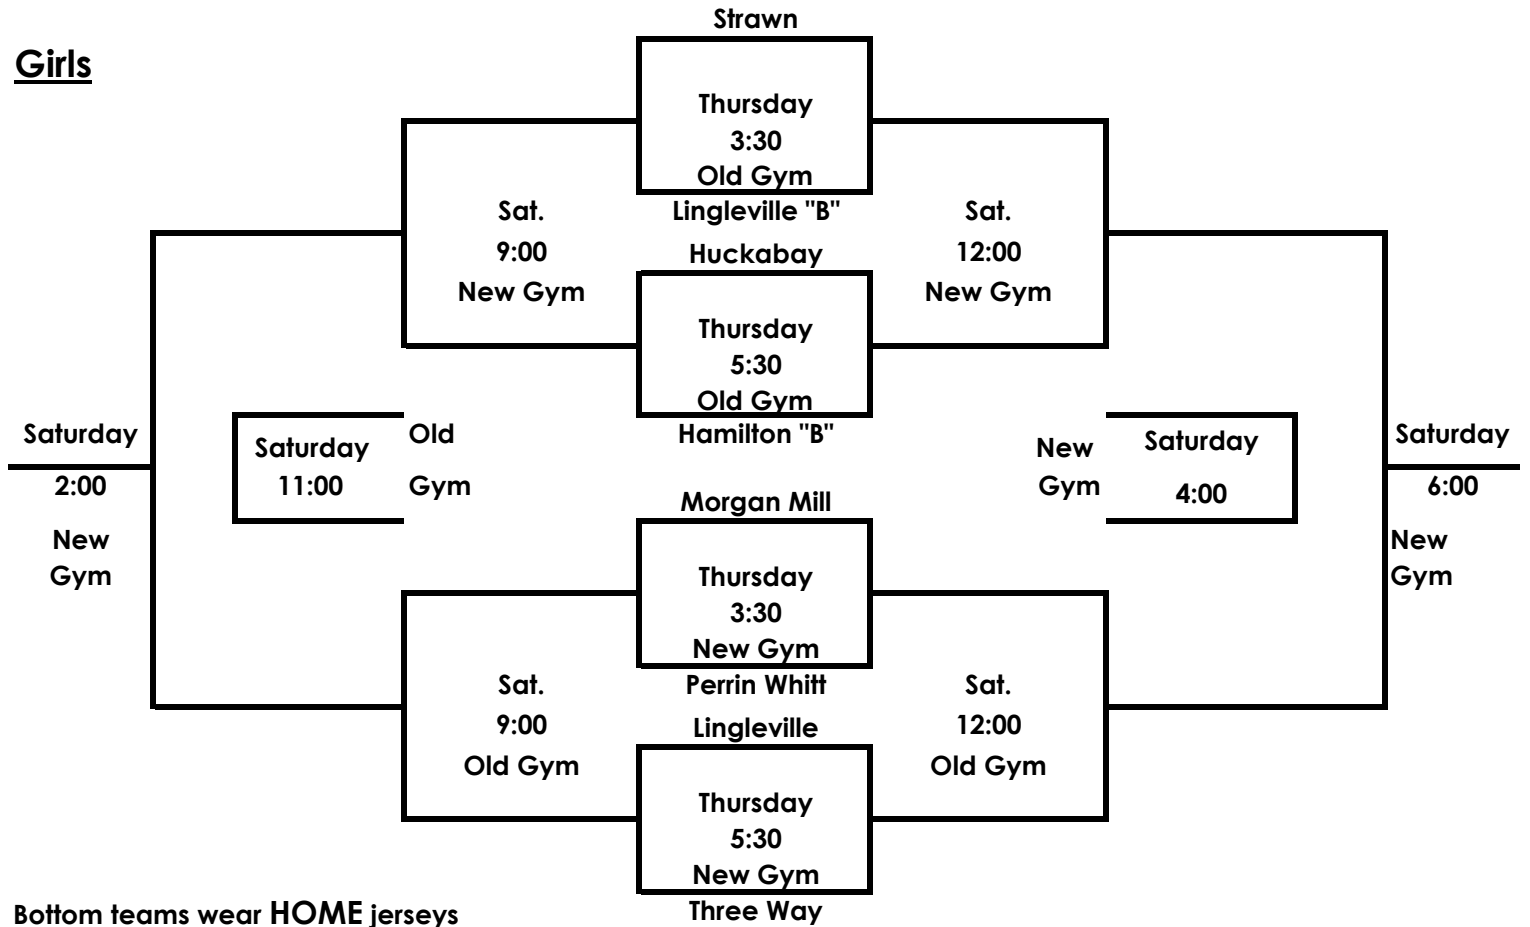 Strawn
Girls
Thursday
3:30
Old Gym
Sat.
9:00
New Gym
Lingleville "B"
Huckabay
Sat.
12:00
New Gym
Thursday
5:30
Old Gym
Hamilton "B"
Saturday
2:00
New
Gym
Saturday
11:00
Old
Gym
New
Gym
Saturday
4:00
Saturday
6:00
New
Gym
Morgan Mill
Thursday
3:30
New Gym
Perrin Whitt
Sat.
9:00
Old Gym
Lingleville
Sat.
12:00
Old Gym
Thursday
5:30
New Gym
Three Way
Bottom teams wear HOME jerseys